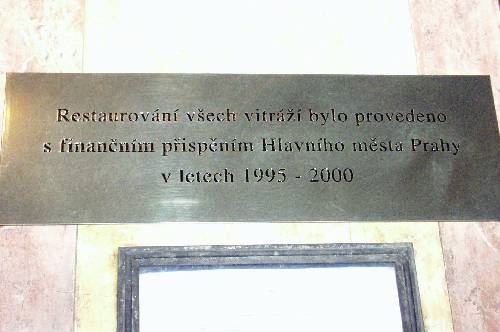 Restaurování všech vitráží bylo provedeno
s finančním přispěním Hlavního města Prahy
v letech 1995 - 2000